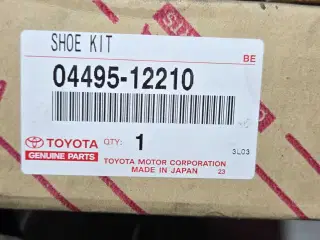 SHOE KIT
BE
04495-12210
TOYOTA
GENUINE PARTS
QTY: 1
3L03
TOYOTA MOTOR CORPORATION
MADE IN JAPAN 23